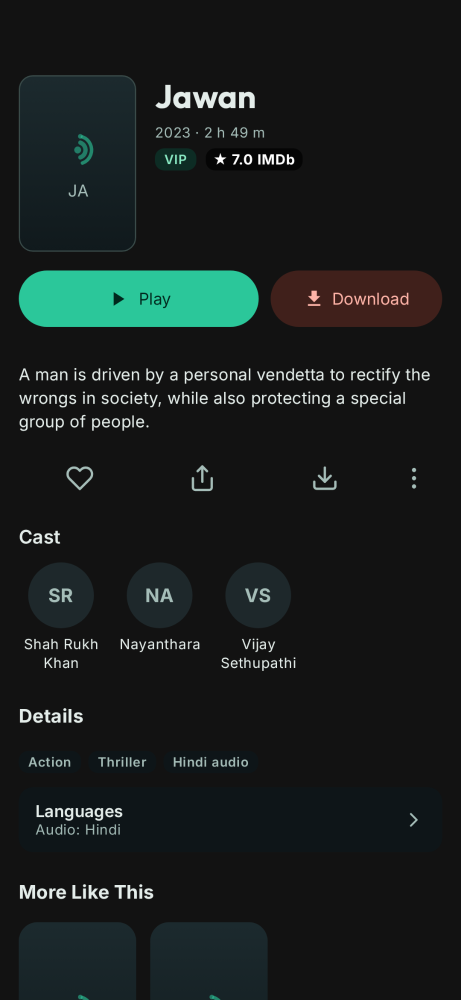 JA
Jawan
2023 · 2 h 49 m
VIP
★ 7.0 IMDb
Play
Download
A man is driven by a personal vendetta to rectify the
wrongs in society, while also protecting a special
group of people.
Cast
SR
NA
VS
Shah Rukh
Khan
Nayanthara
Vijay
Sethupathi
Details
Action
Thriller
Hindi audio
Languages
Audio: Hindi
More Like This